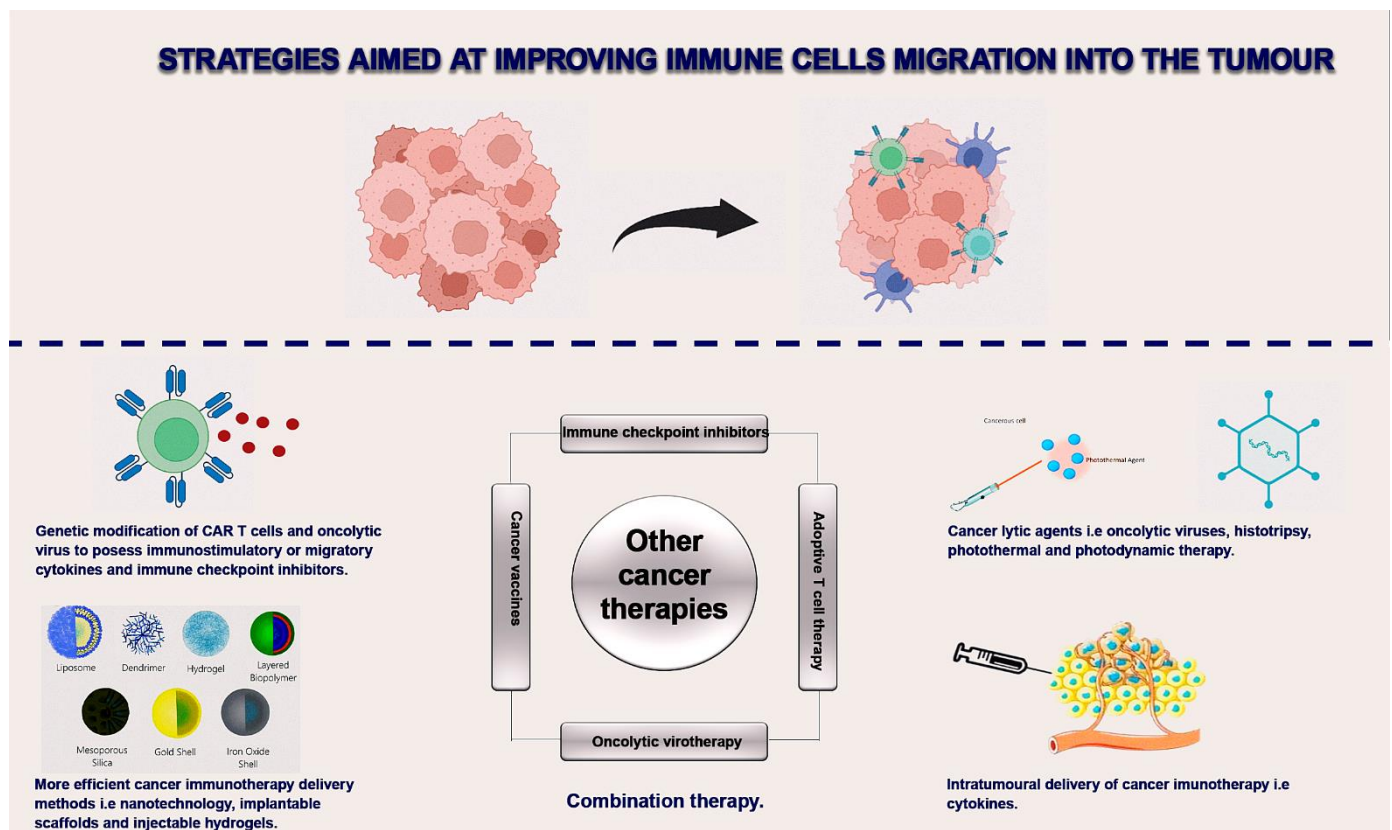 STRATEGIES AIMED AT IMPROVING IMMUNE CELLS MIGRATION INTO THE TUMOUR
Genetic modification of CAR T cells and oncolytic
virus to posess immunostimulatory or migratory
cytokines and immune checkpoint inhibitors.
Liposome
Dendrimer
Hydrogel
Layered
Biopolymer
Mesoporous
Silica
Gold Shell
Iron Oxide
Shell
More efficient cancer immunotherapy delivery
methods i.e nanotechnology, implantable
scaffolds and injectable hydrogels.
Immune checkpoint inhibitors
Cancer vaccines
Other
cancer
therapies
Adoptive T cell therapy
Oncolytic virotherapy
Combination therapy.
Cancerous cell
Photothermal Agent
Cancer lytic agents i.e oncolytic viruses, histotripsy,
photothermal and photodynamic therapy.
Intratumoural delivery of cancer imunotherapy i.e
cytokines.